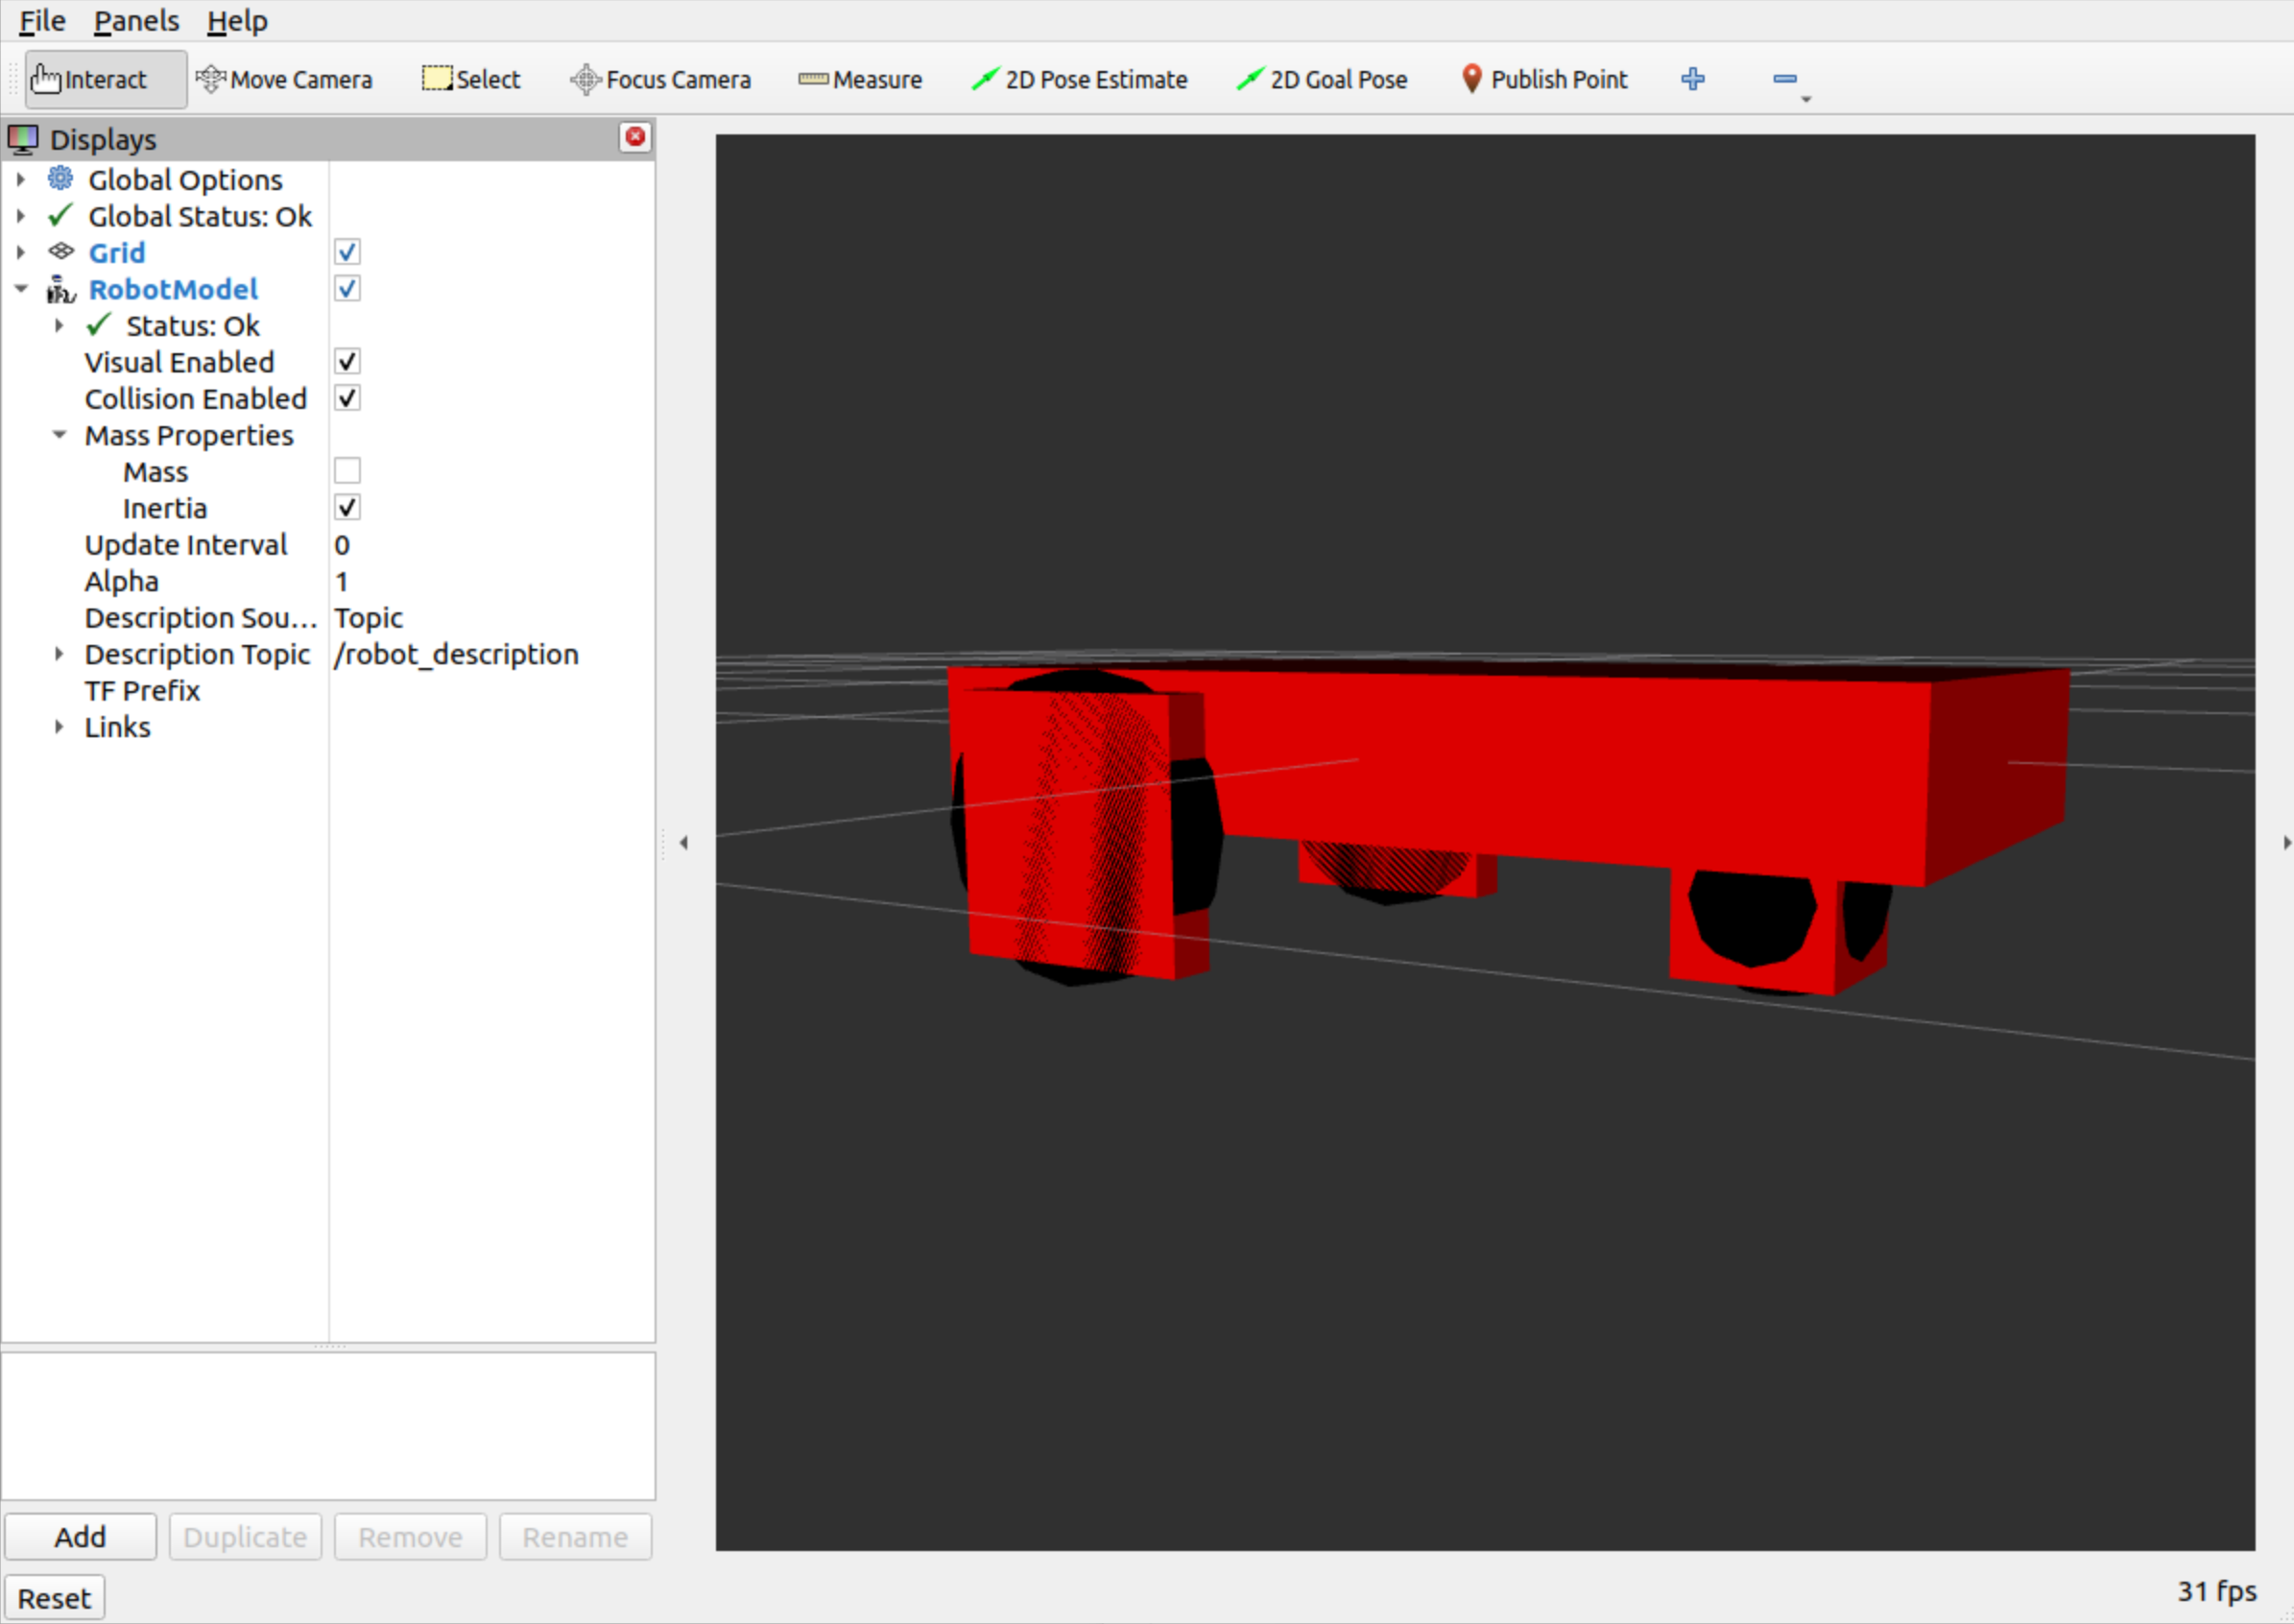 File Panels Help
Interact Move Camera Select Focus Camera Measure 2D Pose Estimate 2D Goal Pose Publish Point
Displays
Global Options
Global Status: Ok
Grid
RobotModel
Status: Ok
Visual Enabled
Collision Enabled
Mass Properties
Mass
Inertia
Update Interval 0
Alpha 1
Description Sou... Topic
Description Topic /robot_description
TF Prefix
Links
Add Duplicate Remove Rename
Reset 31 fps